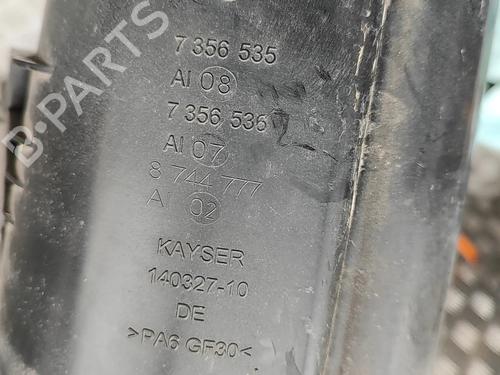 7 356 535
AI 08
7 356 536
AI 07
8 744 777
AI 02
KAYSER
140327-10
DE
>PA6 GF30<